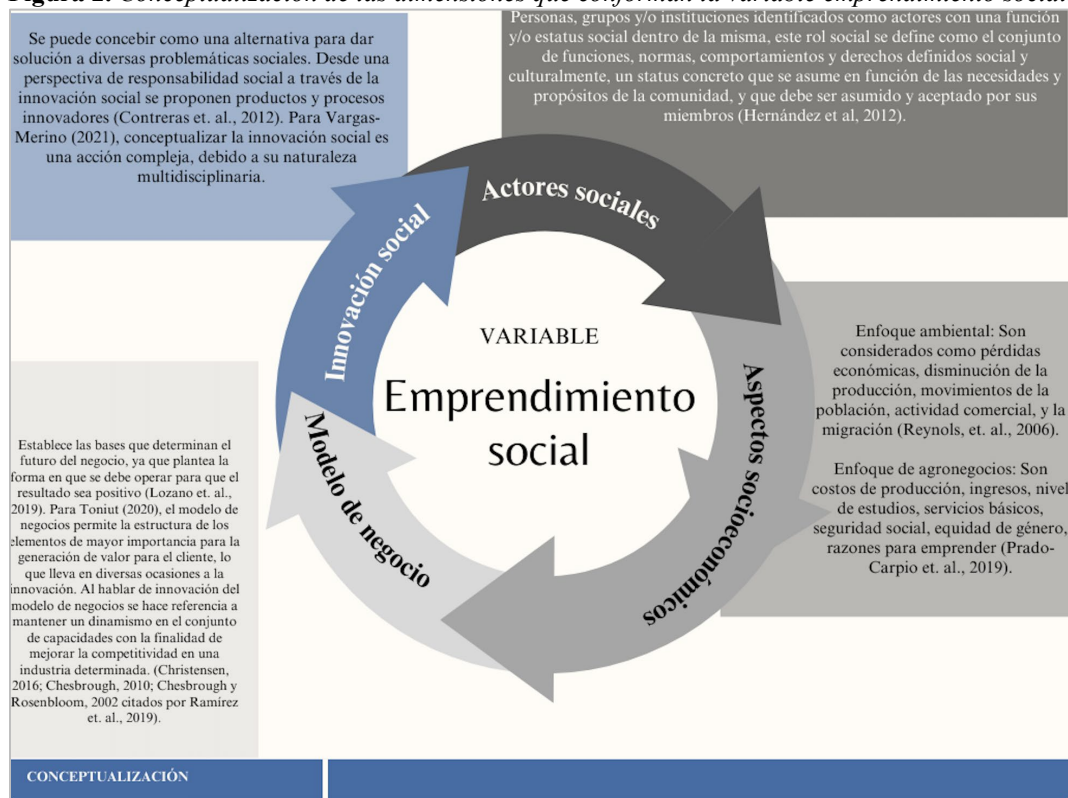 Figura 2. Conceptualización de las dimensiones que conforman la variable emprendimiento social
Se puede concebir como una alternativa para dar
solución a diversas problemáticas sociales. Desde una
perspectiva de responsabilidad social a través de la
innovación social se proponen productos y procesos
innovadores (Contreras et. al., 2012). Para Vargas-
Merino (2021), conceptualizar la innovación social es
una acción compleja, debido a su naturaleza
multidisciplinaria.
Personas, grupos y/o instituciones identificados como actores con una función
y/o estatus social dentro de la misma, este rol social se define como el conjunto
de funciones, normas, comportamientos y derechos definidos social y
culturalmente, un status concreto que se asume en función de las necesidades y
propósitos de la comunidad, y que debe ser asumido y aceptado por sus
miembros (Hernández et al, 2012).
Actores sociales
Innovación social
VARIABLE
Emprendimiento
social
Aspectos socioeconómicos
Modelo de negocio
Enfoque ambiental: Son
considerados como pérdidas
económicas, disminución de la
producción, movimientos de la
población, actividad comercial, y la
migración (Reynols, et. al., 2006).
Enfoque de agronegocios: Son
costos de producción, ingresos, nivel
de estudios, servicios básicos,
seguridad social, equidad de género,
razones para emprender (Prado-
Carpio et. al., 2019).
Establece las bases que determinan el
futuro del negocio, ya que plantea la
forma en que se debe operar para que el
resultado sea positivo (Lozano et. al.,
2019). Para Toniut (2020), el modelo de
negocios permite la estructura de los
elementos de mayor importancia para la
generación de valor para el cliente, lo
que lleva en diversas ocasiones a la
innovación. Al hablar de innovación del
modelo de negocios se hace referencia a
mantener un dinamismo en el conjunto
de capacidades con la finalidad de
mejorar la competitividad en una
industria determinada. (Christensen,
2016; Chesbrough, 2010; Chesbrough y
Rosenbloom, 2002 citados por Ramírez
et. al., 2019).
CONCEPTUALIZACIÓN